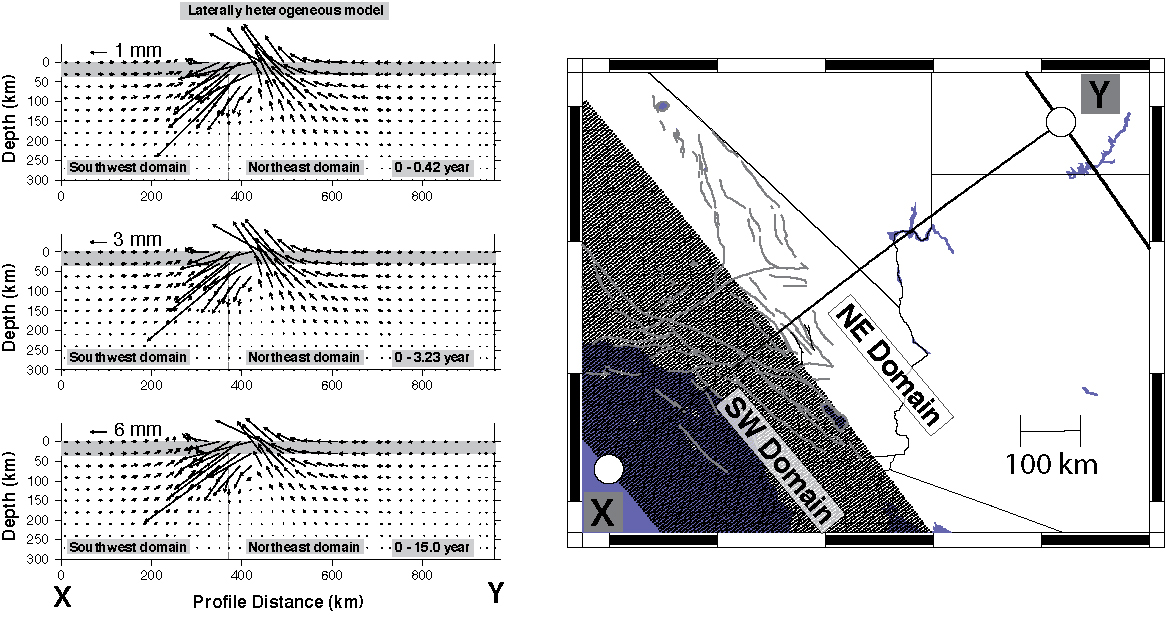 Laterally heterogeneous model
← 1 mm
Depth (km)
0
50
100
150
200
250
300
Southwest domain
Northeast domain
0 - 0.42 year
0
200
400
600
800
← 3 mm
Depth (km)
0
50
100
150
200
250
300
Southwest domain
Northeast domain
0 - 3.23 year
0
200
400
600
800
← 6 mm
Depth (km)
0
50
100
150
200
250
300
Southwest domain
Northeast domain
0 - 15.0 year
0
200
400
600
800
X
Profile Distance (km)
Y
Y
NE Domain
SW Domain
100 km
X